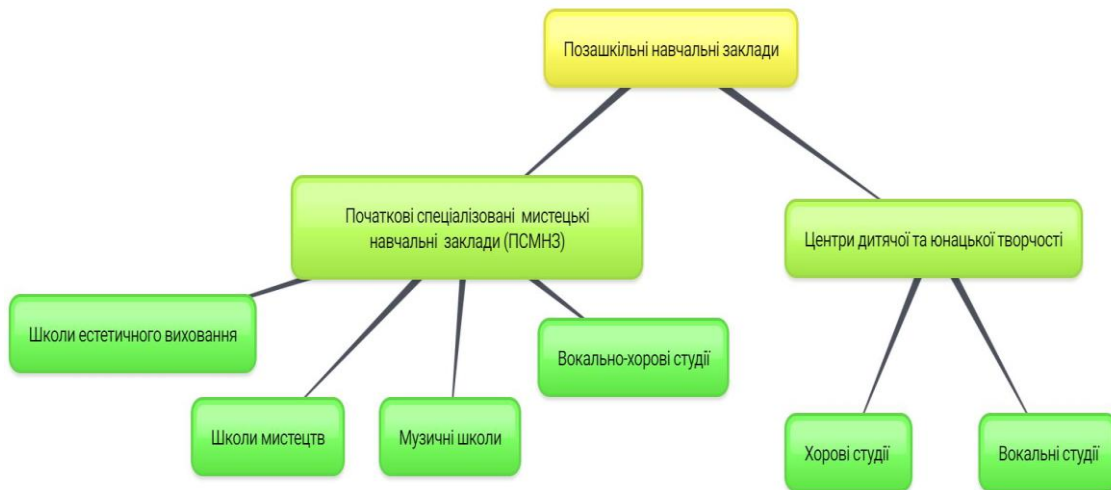 Позашкільні навчальні заклади
Початкові спеціалізовані мистецькі
навчальні заклади (ПСМНЗ)
Центри дитячої та юнацької творчості
Школи естетичного виховання
Вокально-хорові студії
Школи мистецтв
Музичні школи
Хорові студії
Вокальні студії